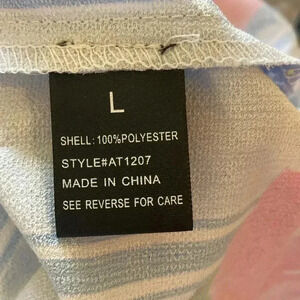 L
SHELL: 100%POLYESTER
STYLE#AT1207
MADE IN CHINA
SEE REVERSE FOR CARE